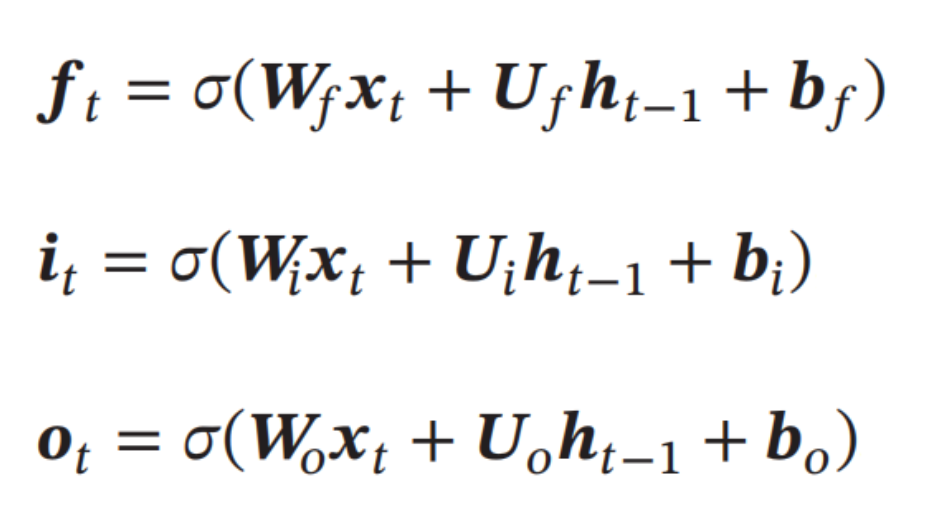 f_t = σ(W_f x_t + U_f h_{t−1} + b_f)
i_t = σ(W_i x_t + U_i h_{t−1} + b_i)
o_t = σ(W_o x_t + U_o h_{t−1} + b_o)